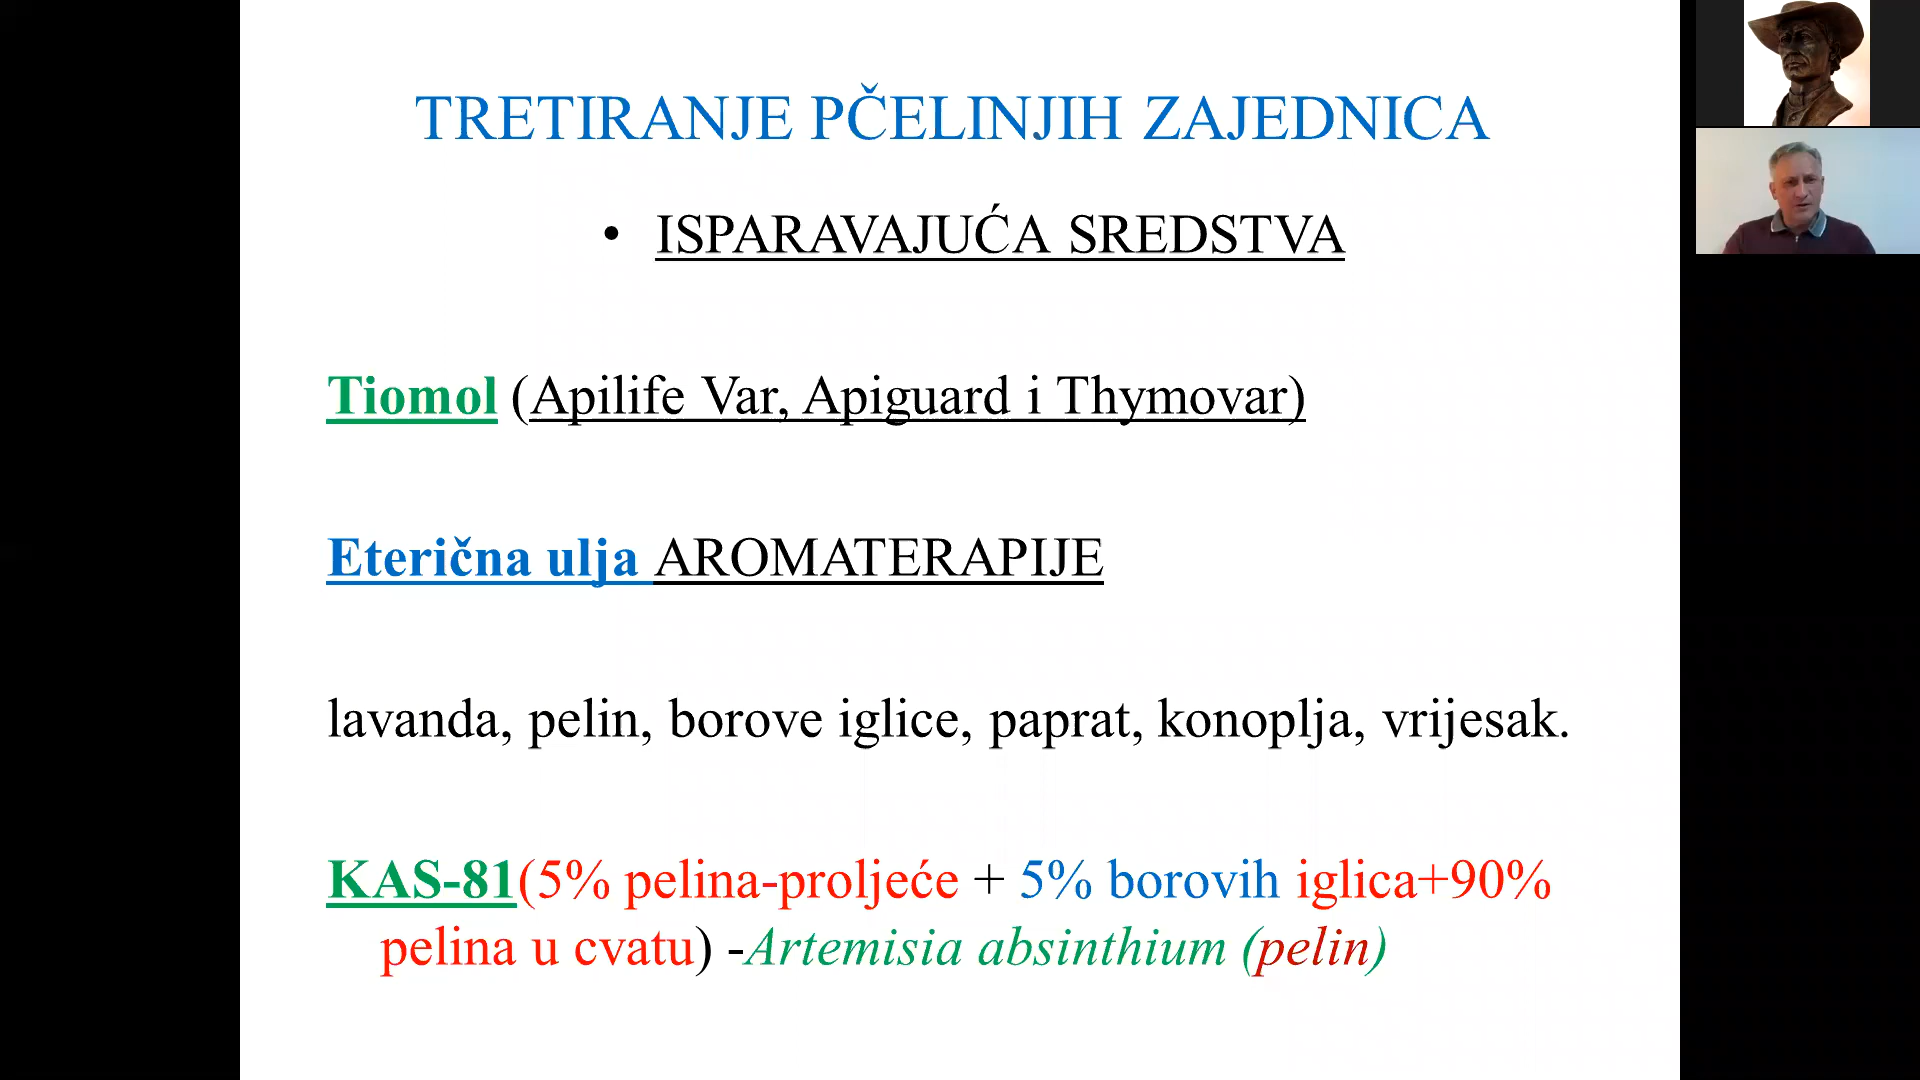 TRETIRANJE PČELINJIH ZAJEDNICA
• ISPARAVAJUĆA SREDSTVA
Tiomol (Apilife Var, Apiguard i Thymovar)
Eterična ulja AROMATERAPIJE
lavanda, pelin, borove iglice, paprat, konoplja, vrijesak.
KAS-81(5% pelina-proljeće + 5% borovih iglica+90%
pelina u cvatu) -Artemisia absinthium (pelin)